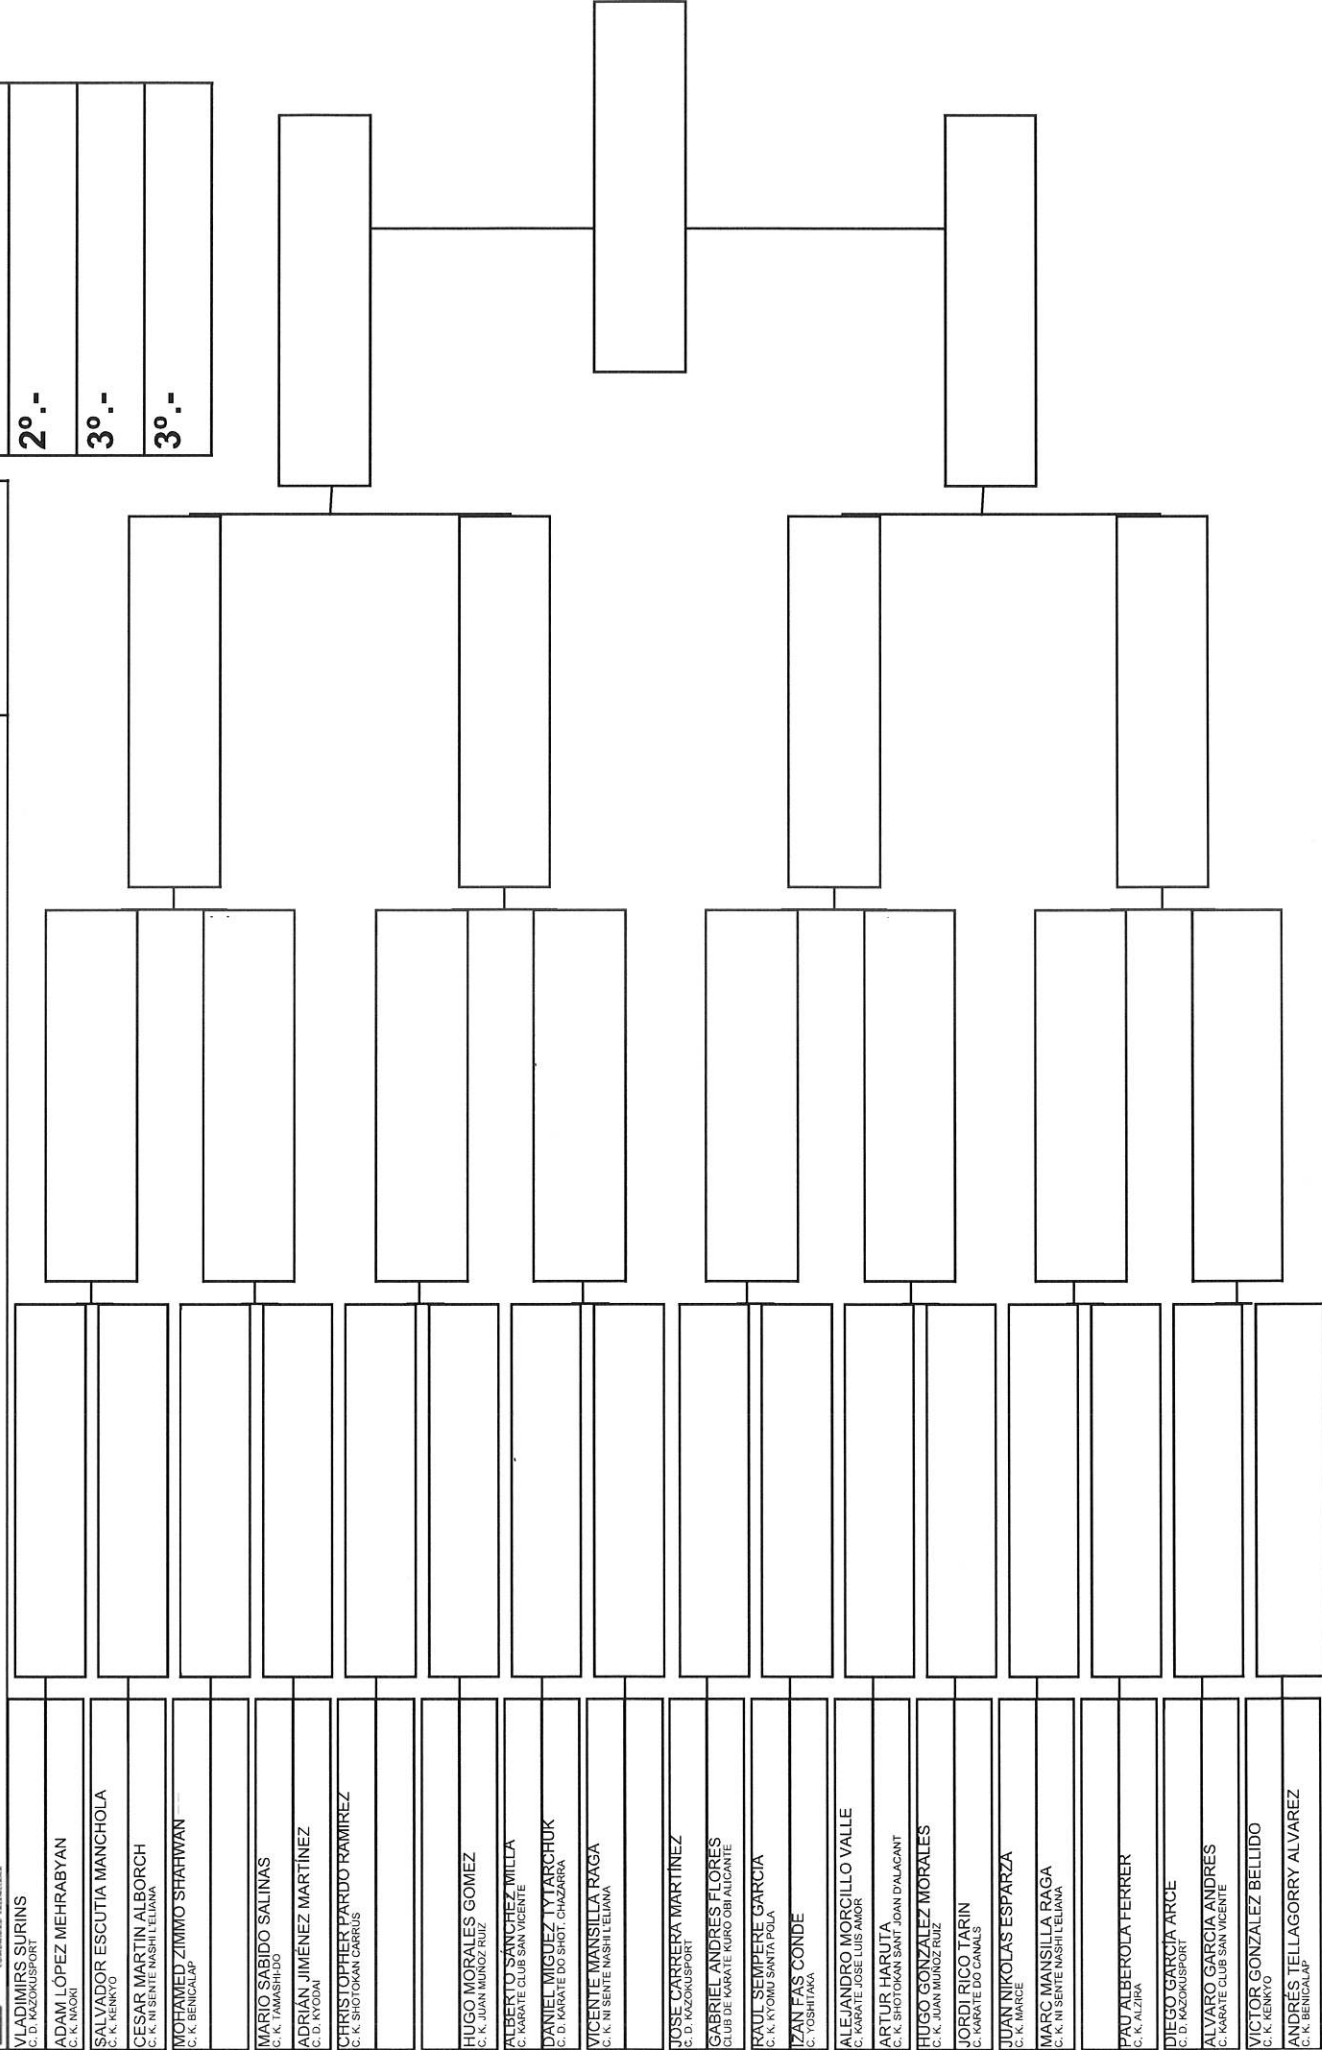 2º.-
3º.-
3º.-
VLADIMIRS SURINS
C. D. KAZOKUSPORT
ADAM LÓPEZ MEHRABYAN
C. K. NAOKI
SALVADOR ESCUTIA MANCHOLA
C. K. KENKYO
CESAR MARTIN ALBORCH
C. K. NI SENTE NASHI L'ELIANA
MOHAMED ZIMMO SHAHWAN
C. K. BENICALAP
MARIO SABIDO SALINAS
C. K. TAMASHI-DO
ADRIÁN JIMÉNEZ MARTÍNEZ
C. D. KYODAI
CHRISTOPHER PARDO RAMIREZ
C. K. SHOTOKAN CARRUS
HUGO MORALES GOMEZ
C. K. JUAN MUÑOZ RUIZ
ALBERTO SÁNCHEZ MILLA
C. KARATE CLUB SAN VICENTE
DANIEL MIGUEZ TYTARCHUK
C. D. KARATE DO SHOT. CHAZARRA
VICENTE MANSILLA RAGA
C. K. NI SENTE NASHI L'ELIANA
JOSE CARRERA MARTÍNEZ
C. D. KAZOKUSPORT
GABRIEL ANDRES FLORES
CLUB DE KARATE KURO OBI ALICANTE
RAUL SEMPERE GARCIA
C. K. KYOMU SANTA POLA
IZAN FAS CONDE
C. YOSHITAKA
ALEJANDRO MORCILLO VALLE
C. KARATE JOSE LUIS AMOR
ARTUR HARUTA
C. K. SHOTOKAN SANT JOAN D'ALACANT
HUGO GONZALEZ MORALES
C. K. JUAN MUÑOZ RUIZ
JORDI RICO TARIN
C. KARATE DO CANALS
JUAN NIKOLAS ESPARZA
C. K. MARCE
MARC MANSILLA RAGA
C. K. NI SENTE NASHI L'ELIANA
PAU ALBEROLA FERRER
C. K. ALZIRA
DIEGO GARCÍA ARCE
C. D. KAZOKUSPORT
ALVARO GARCIA ANDRES
C. KARATE CLUB SAN VICENTE
VICTOR GONZALEZ BELLIDO
C. K. KENKYO
ANDRÉS TELLAGORRY ALVAREZ
C. K. BENICALAP